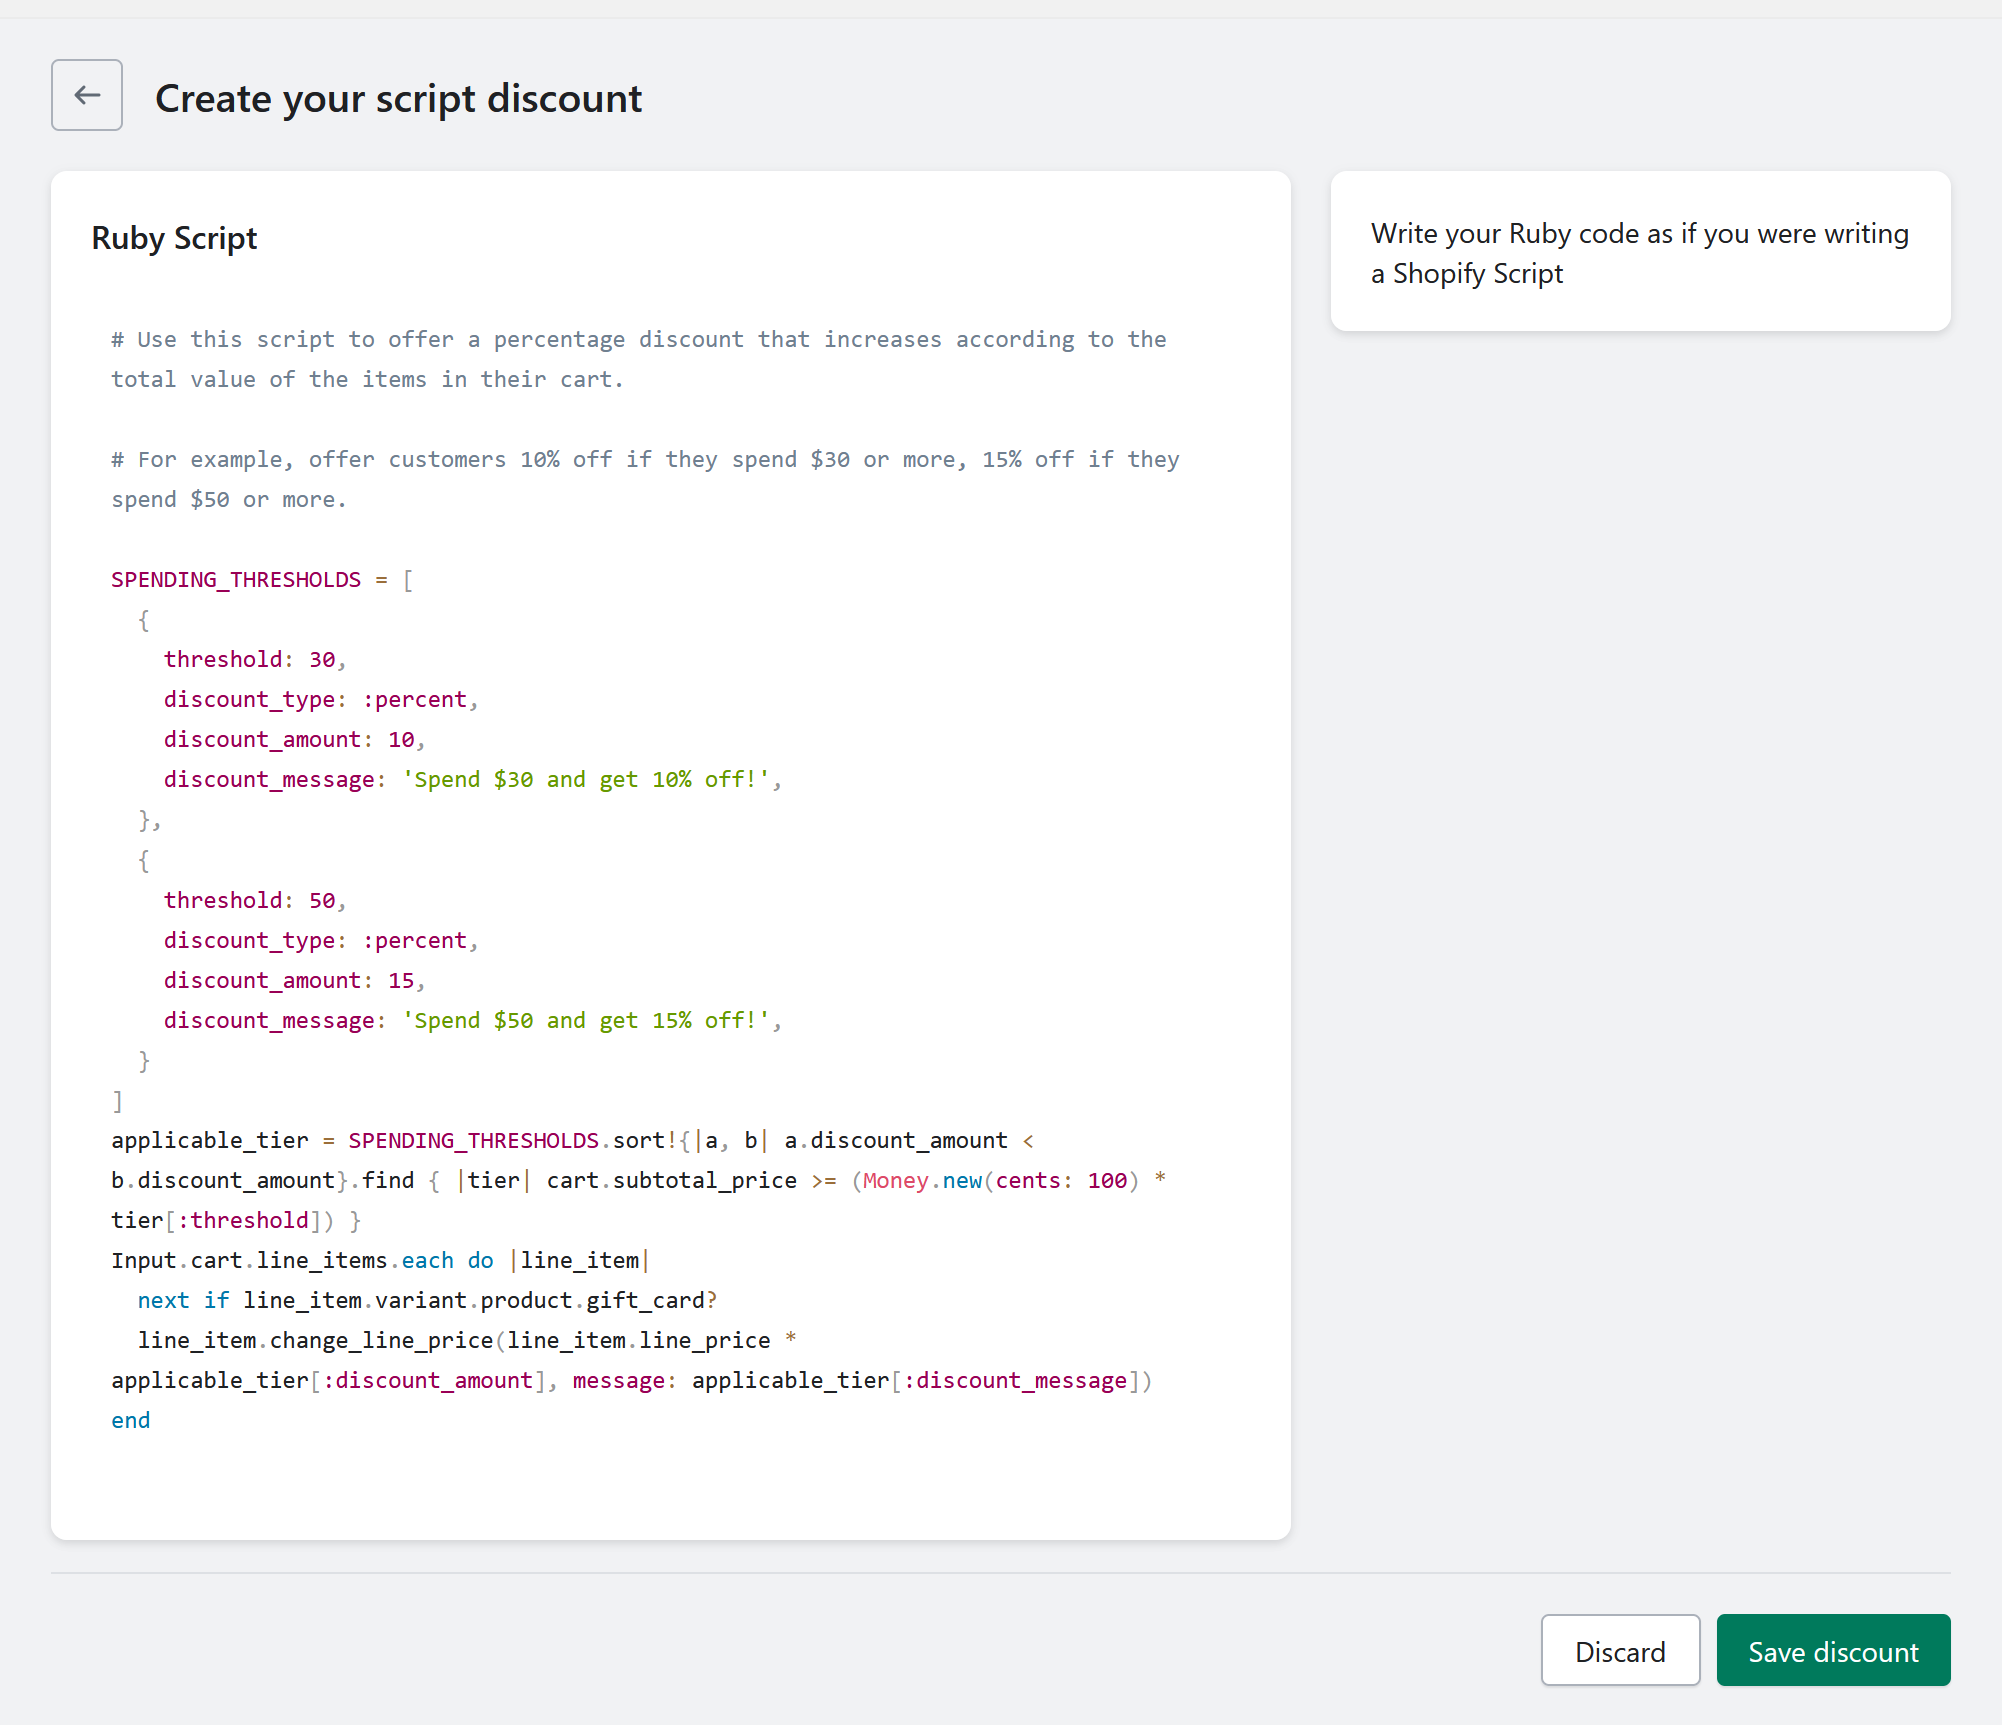 Create your script discount
Ruby Script
# Use this script to offer a percentage discount that increases according to the
total value of the items in their cart.
# For example, offer customers 10% off if they spend $30 or more, 15% off if they
spend $50 or more.
SPENDING_THRESHOLDS = [
  {
    threshold: 30,
    discount_type: :percent,
    discount_amount: 10,
    discount_message: 'Spend $30 and get 10% off!',
  },
  {
    threshold: 50,
    discount_type: :percent,
    discount_amount: 15,
    discount_message: 'Spend $50 and get 15% off!',
  }
]
applicable_tier = SPENDING_THRESHOLDS.sort!{|a, b| a.discount_amount <
b.discount_amount}.find { |tier| cart.subtotal_price >= (Money.new(cents: 100) *
tier[:threshold]) }
Input.cart.line_items.each do |line_item|
  next if line_item.variant.product.gift_card?
  line_item.change_line_price(line_item.line_price *
applicable_tier[:discount_amount], message: applicable_tier[:discount_message])
end
Write your Ruby code as if you were writing
a Shopify Script
Discard
Save discount